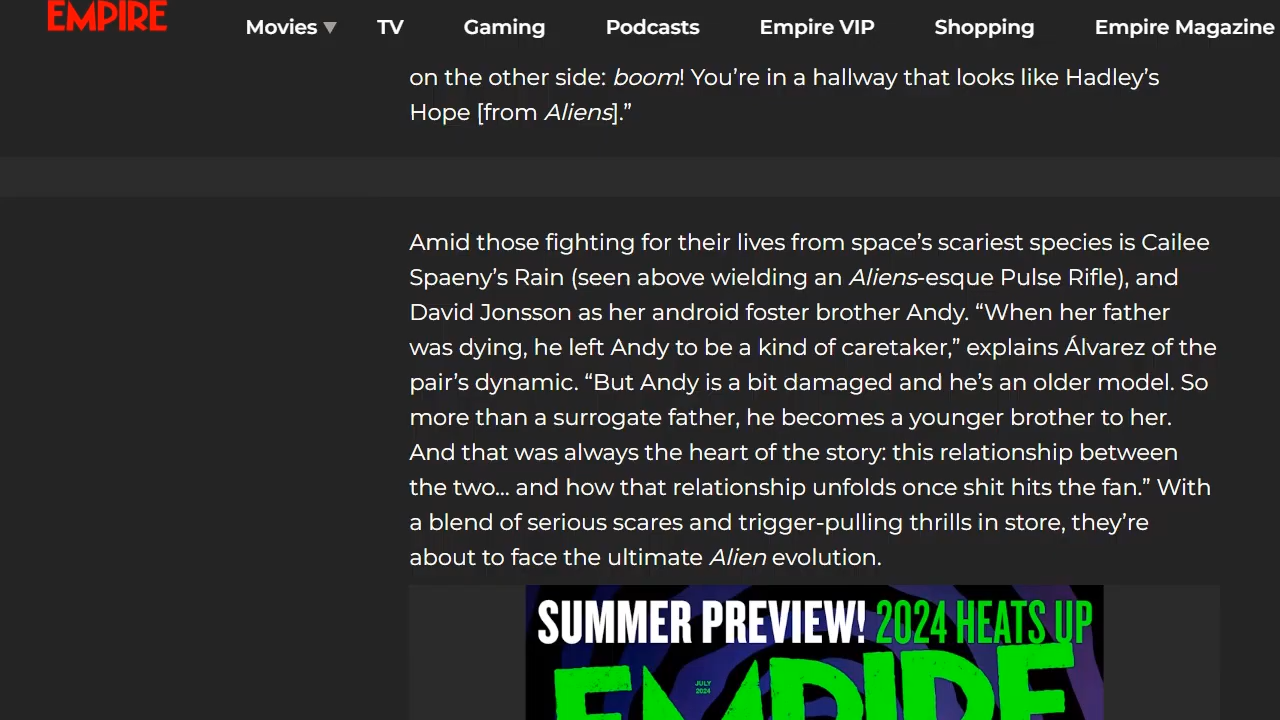 EMPIRE
Movies ▼ TV Gaming Podcasts Empire VIP Shopping Empire Magazine
on the other side: boom! You’re in a hallway that looks like Hadley’s
Hope [from Aliens].”
Amid those fighting for their lives from space’s scariest species is Cailee
Spaeny’s Rain (seen above wielding an Aliens-esque Pulse Rifle), and
David Jonsson as her android foster brother Andy. “When her father
was dying, he left Andy to be a kind of caretaker,” explains Álvarez of the
pair’s dynamic. “But Andy is a bit damaged and he’s an older model. So
more than a surrogate father, he becomes a younger brother to her.
And that was always the heart of the story: this relationship between
the two... and how that relationship unfolds once shit hits the fan.” With
a blend of serious scares and trigger-pulling thrills in store, they’re
about to face the ultimate Alien evolution.
SUMMER PREVIEW! 2024 HEATS UP
EMPIRE
JULY
2024